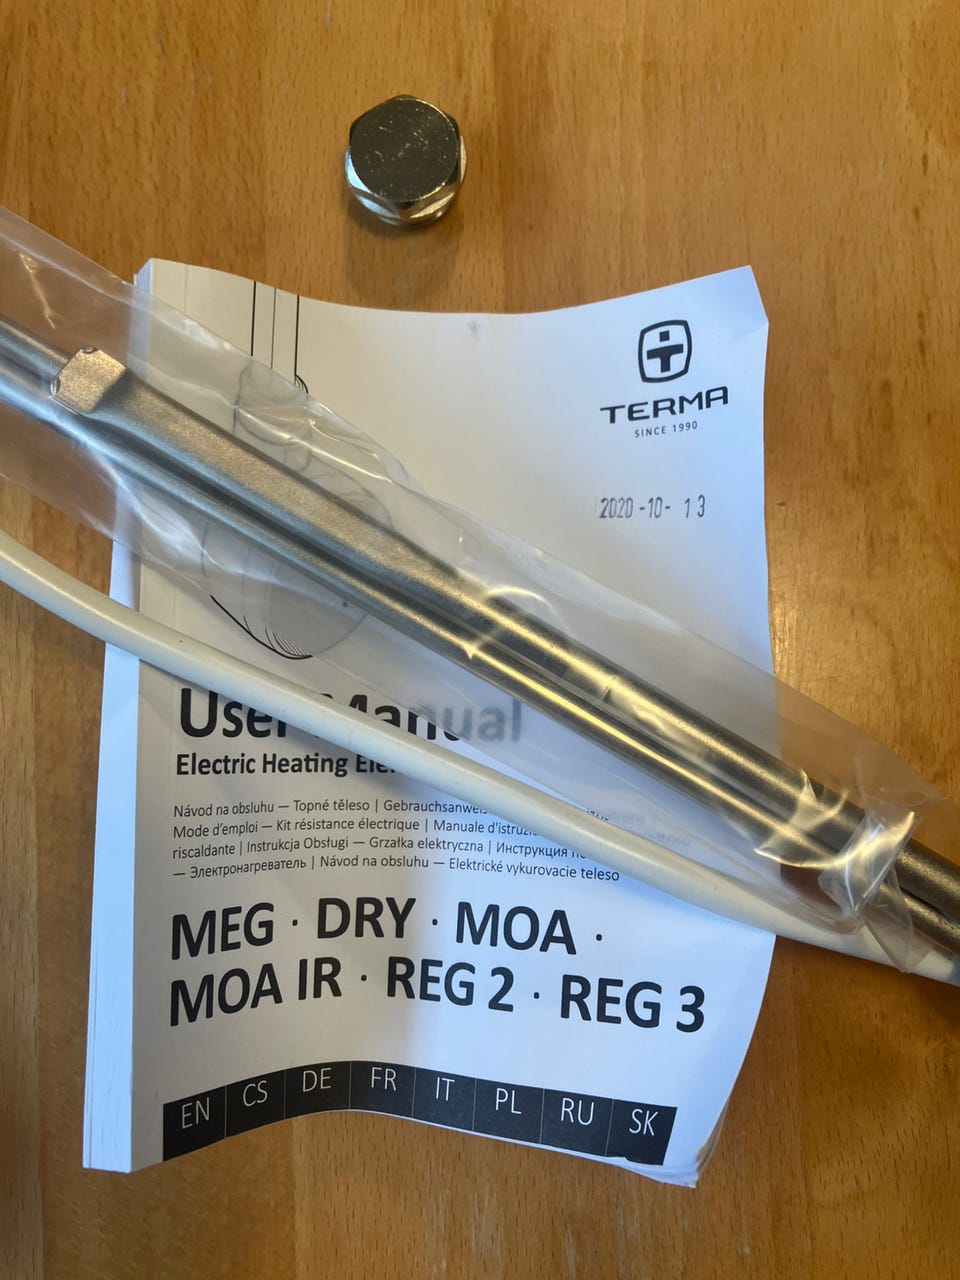 TERMA
SINCE 1990
2020-10-13
User Manual
Electric Heating
Návod na obsluhu — Topné těleso | Gebrauchsanweis
Mode d'emploi — Kit résistance électrique | Manuale d'istruzio
riscaldante | Instrukcja Obsługi — Grzałka elektryczna | Инструкция
— Электронагреватель | Návod na obsluhu — Elektrické vykurovacie teleso
MEG · DRY · MOA ·
MOA IR · REG 2 · REG 3
EN CS DE FR IT PL RU SK